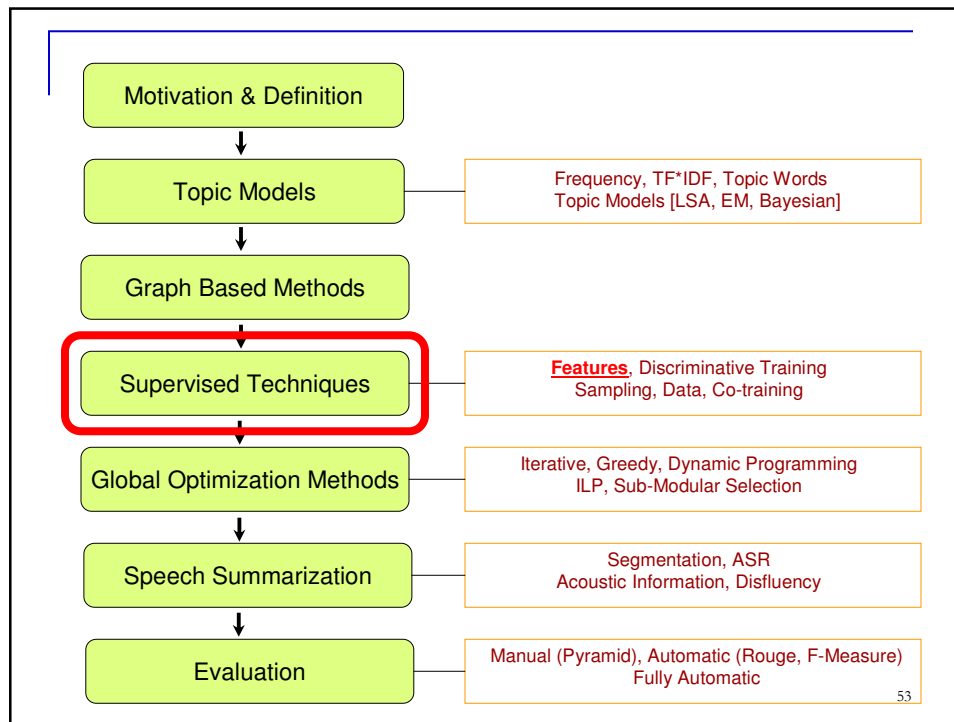 Motivation & Definition
Topic Models
Frequency, TF*IDF, Topic Words
Topic Models [LSA, EM, Bayesian]
Graph Based Methods
Supervised Techniques
Features, Discriminative Training
Sampling, Data, Co-training
Global Optimization Methods
Iterative, Greedy, Dynamic Programming
ILP, Sub-Modular Selection
Speech Summarization
Segmentation, ASR
Acoustic Information, Disfluency
Evaluation
Manual (Pyramid), Automatic (Rouge, F-Measure)
Fully Automatic
53